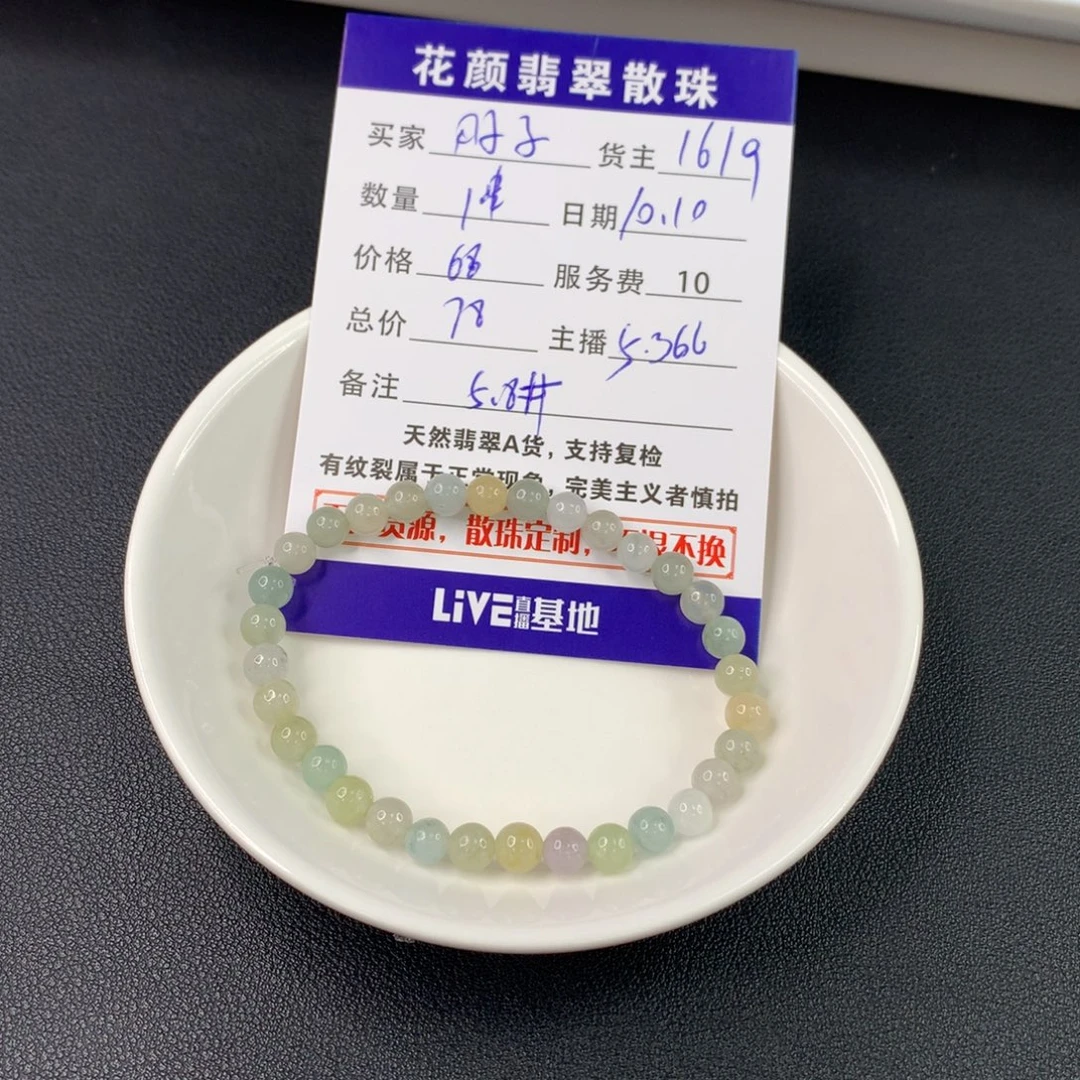 花颜翡翠散珠
买家 货主 1619
数量 1串 日期 10.10
价格 68 服务费 10
总价 78 主播 5.366
备注 5.8#
天然翡翠A货，支持复检
有纹裂属于正常现象，完美主义者慎拍
货源，散珠定制，不退不换
LiVE直播基地